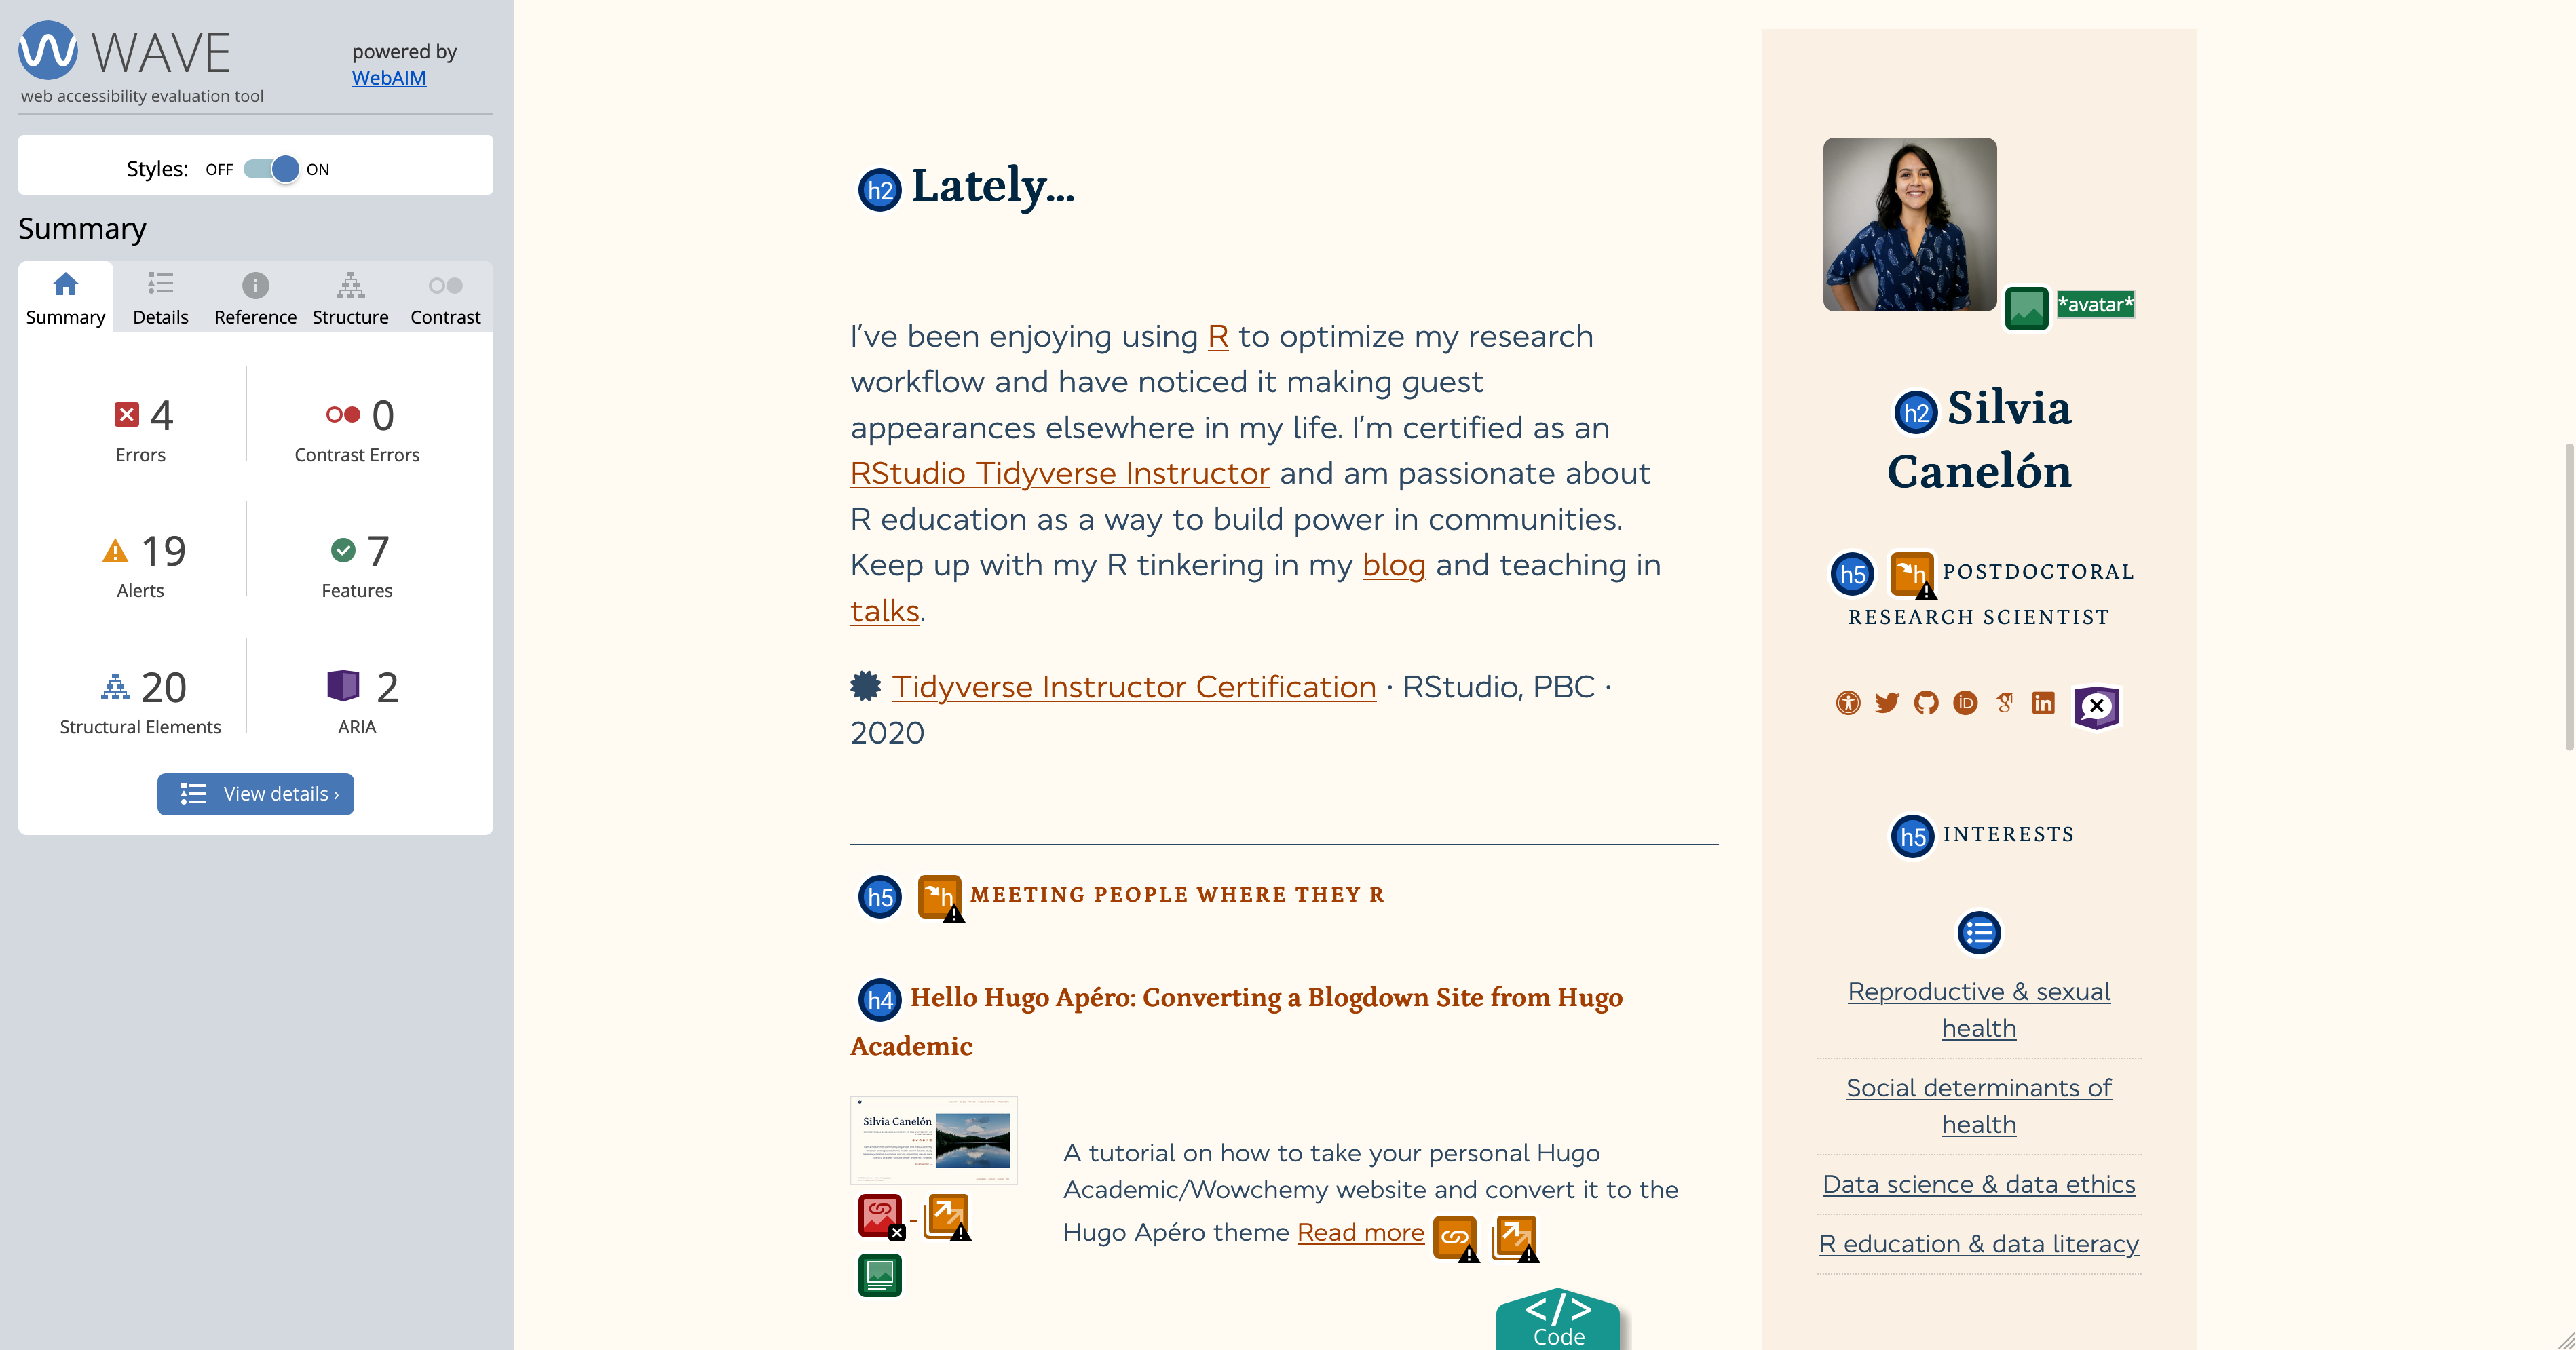 WAVE
powered by
WebAIM
web accessibility evaluation tool
Styles: OFF ON
Summary
Summary Details Reference Structure Contrast
4 0
Errors Contrast Errors
19 7
Alerts Features
20 2
Structural Elements ARIA
View details ›
h2 Lately...
I've been enjoying using R to optimize my research
workflow and have noticed it making guest
appearances elsewhere in my life. I'm certified as an
RStudio Tidyverse Instructor and am passionate about
R education as a way to build power in communities.
Keep up with my R tinkering in my blog and teaching in
talks.
Tidyverse Instructor Certification · RStudio, PBC ·
2020
h5 h MEETING PEOPLE WHERE THEY R
h4 Hello Hugo Apéro: Converting a Blogdown Site from Hugo
Academic
Silvia Canelón
A tutorial on how to take your personal Hugo
Academic/Wowchemy website and convert it to the
Hugo Apéro theme Read more
</> 
Code
*avatar*
h2 Silvia
Canelón
h5 h POSTDOCTORAL
RESEARCH SCIENTIST
iD in
h5 INTERESTS
Reproductive & sexual
health
Social determinants of
health
Data science & data ethics
R education & data literacy